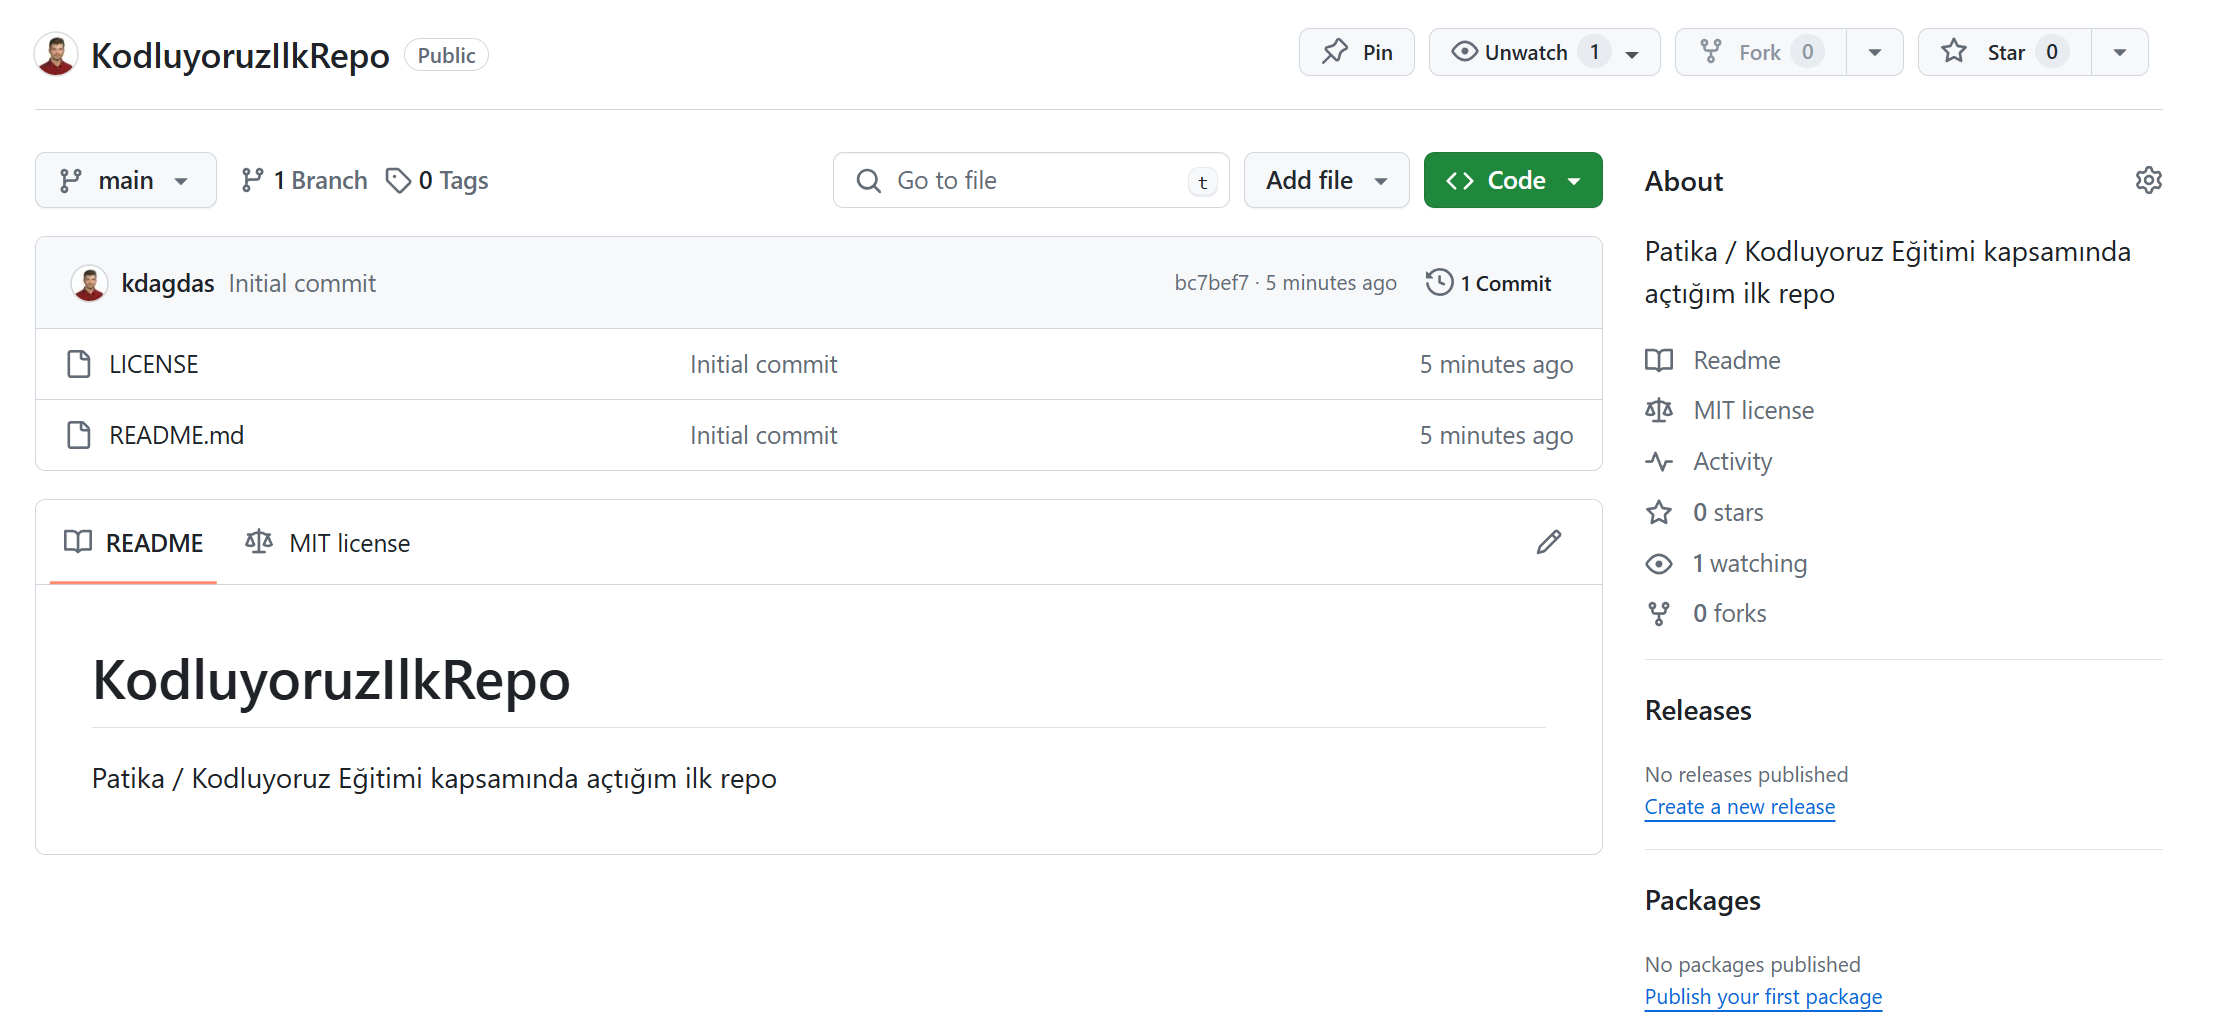 KodluyoruzIlkRepo Public Pin Unwatch 1 Fork 0 Star 0
main 1 Branch 0 Tags Go to file t Add file Code
kdagdas Initial commit bc7bef7 · 5 minutes ago 1 Commit
LICENSE Initial commit 5 minutes ago
README.md Initial commit 5 minutes ago
README MIT license
KodluyoruzIlkRepo
Patika / Kodluyoruz Eğitimi kapsamında açtığım ilk repo
About
Patika / Kodluyoruz Eğitimi kapsamında
açtığım ilk repo
Readme
MIT license
Activity
0 stars
1 watching
0 forks
Releases
No releases published
Create a new release
Packages
No packages published
Publish your first package